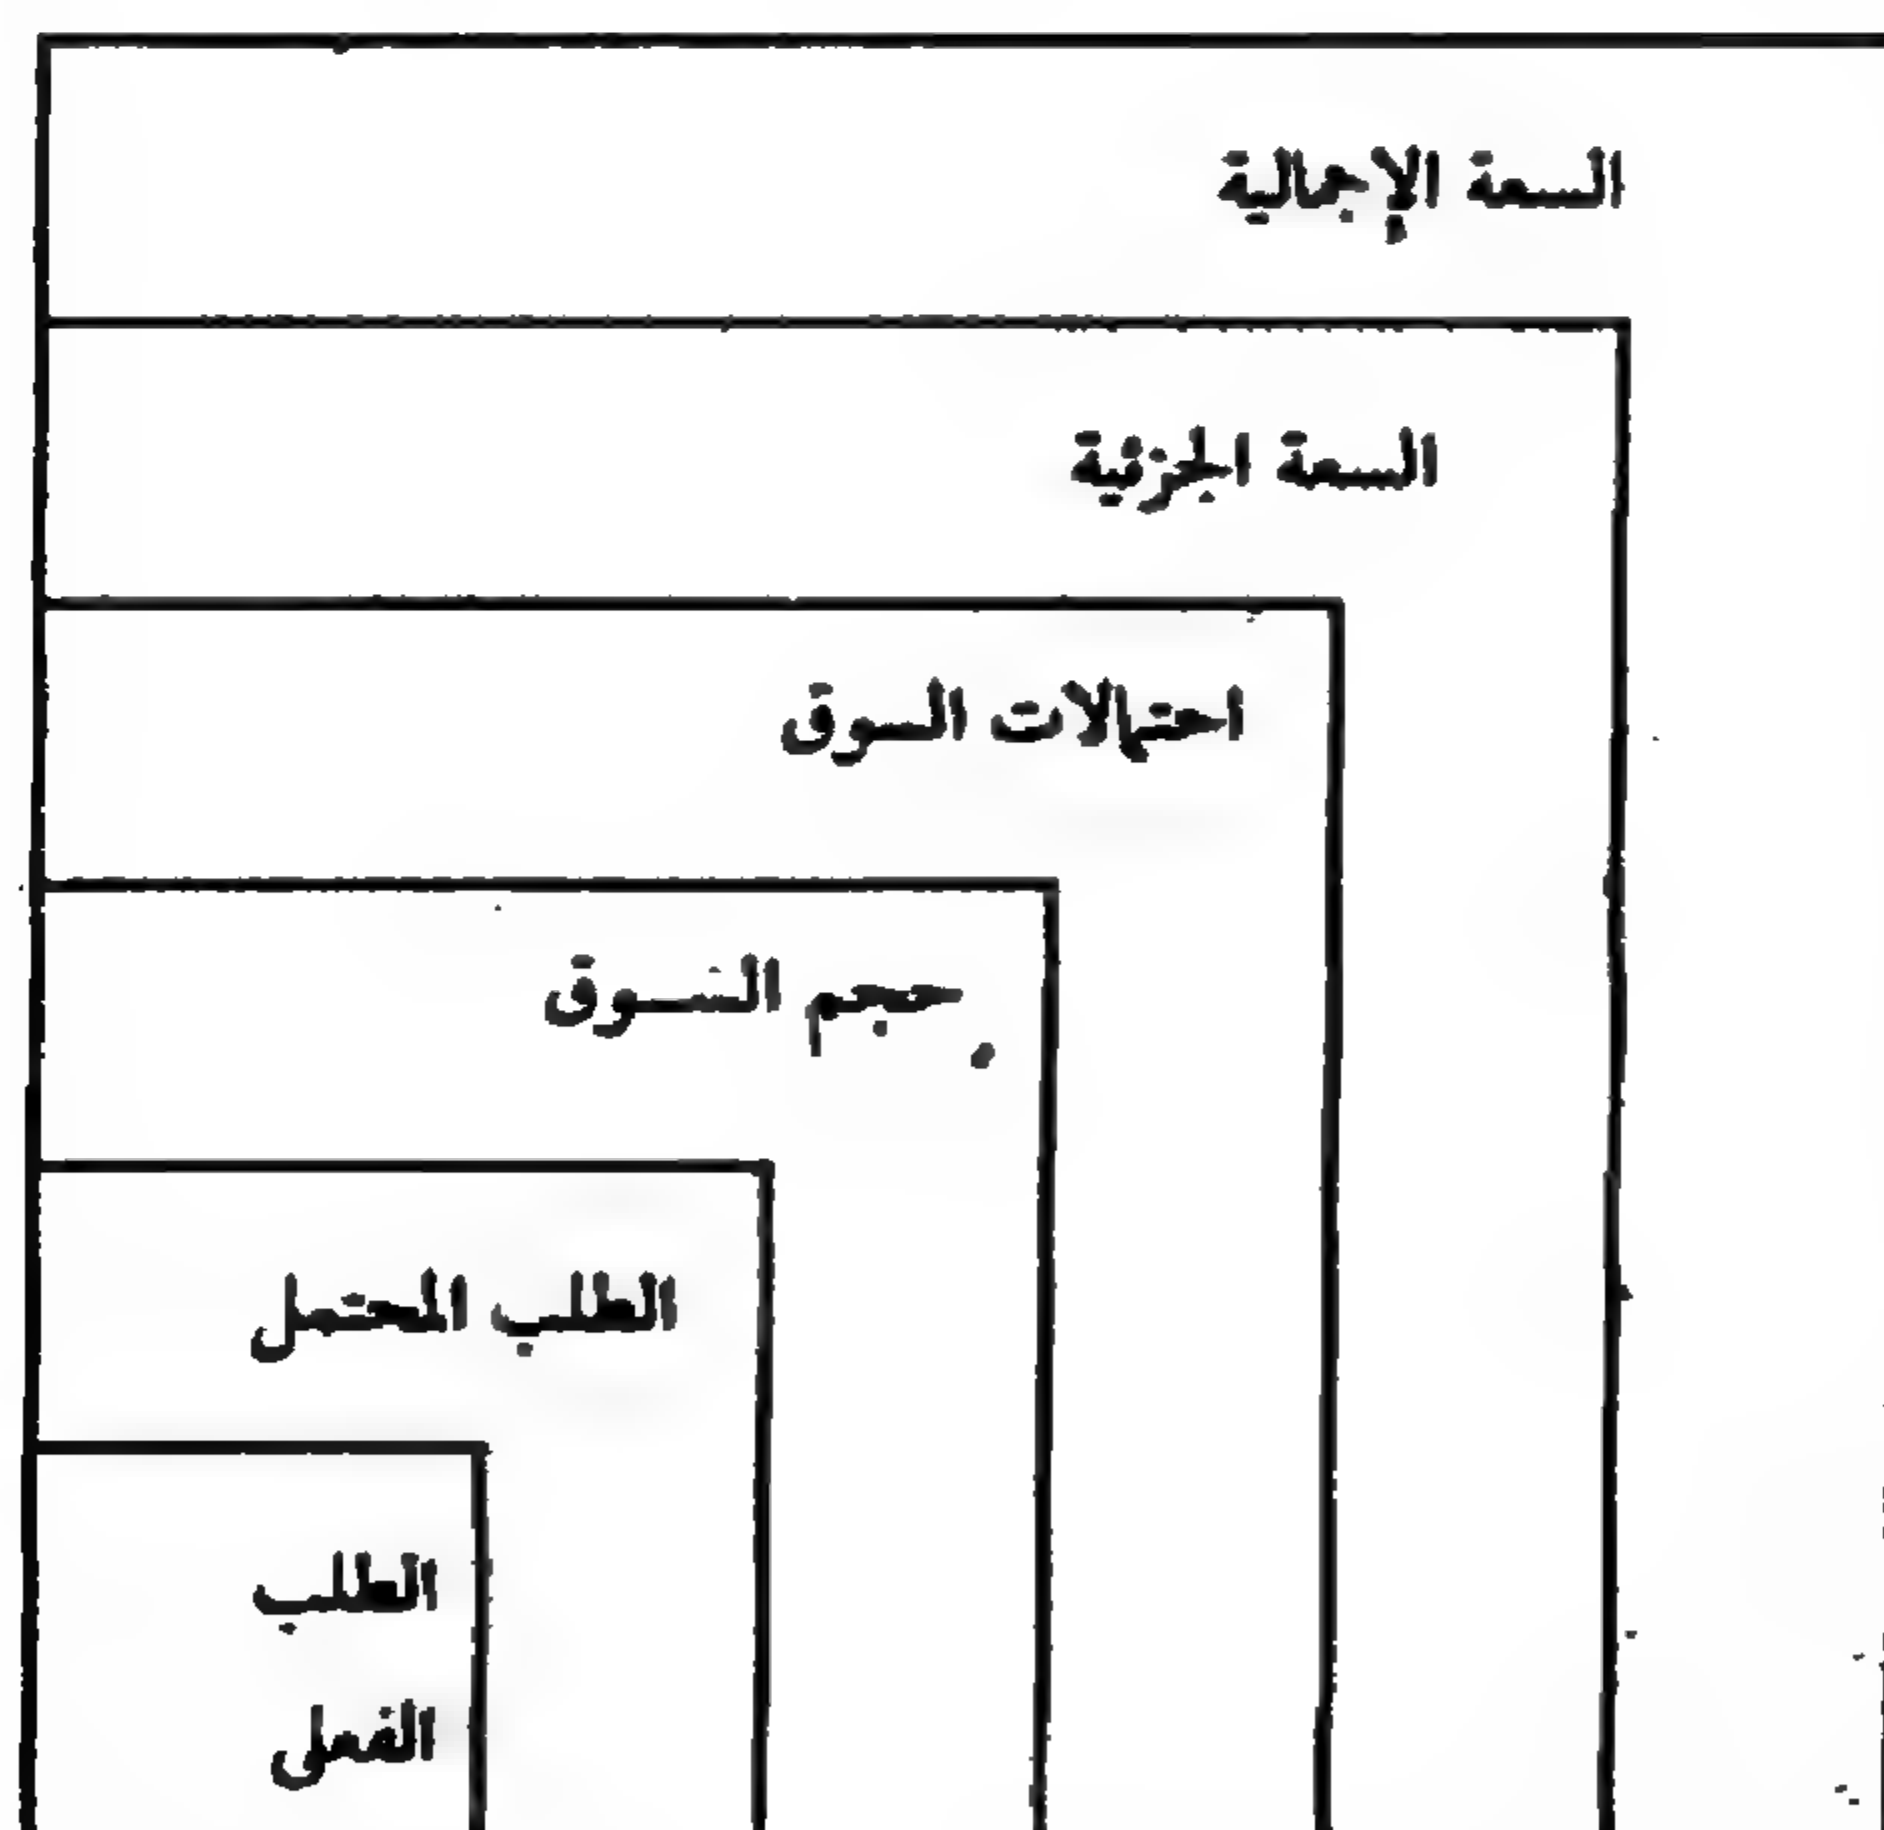 السعة الإجمالية
السعة الجزئية
احتمالات السوق
حجم السوق
الطلب المحتمل
الطلب
الفعلي